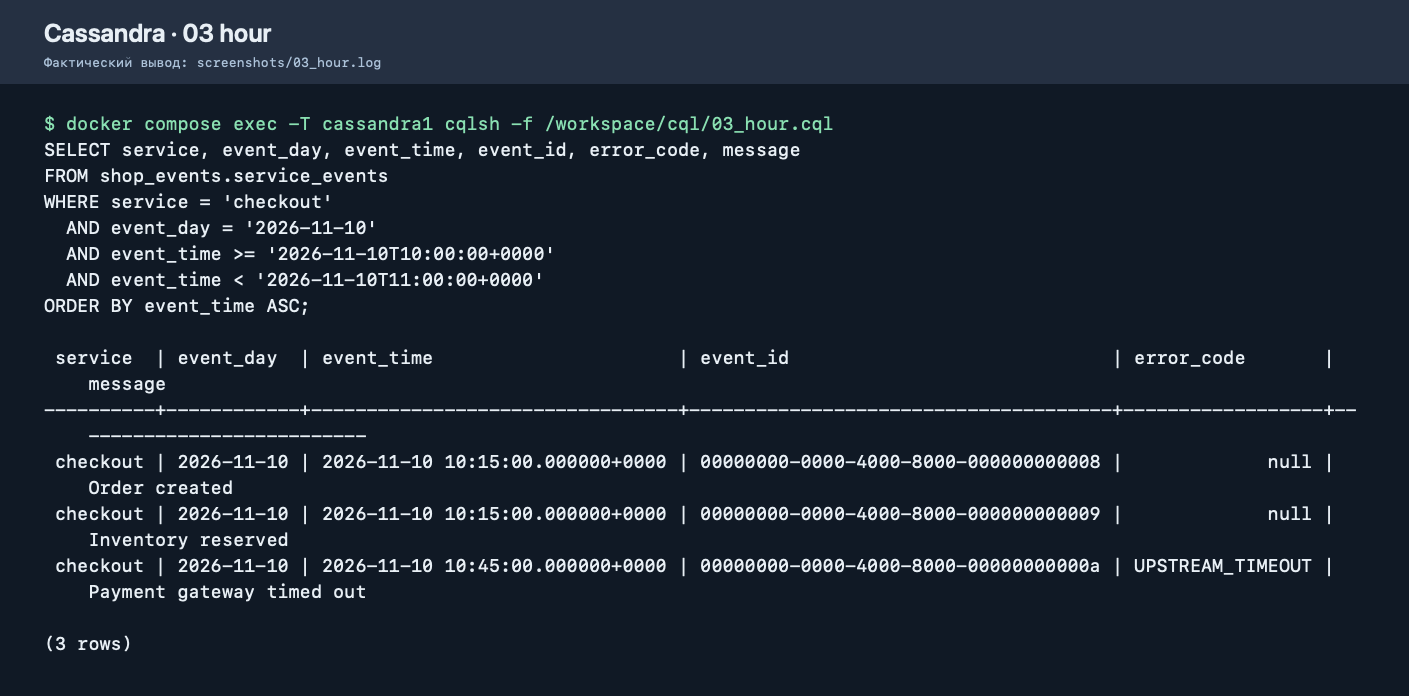 Cassandra · 03 hour
Фактический вывод: screenshots/03_hour.log
$ docker compose exec -T cassandra1 cqlsh -f /workspace/cql/03_hour.cql
SELECT service, event_day, event_time, event_id, error_code, message
FROM shop_events.service_events
WHERE service = 'checkout'
  AND event_day = '2026-11-10'
  AND event_time >= '2026-11-10T10:00:00+0000'
  AND event_time < '2026-11-10T11:00:00+0000'
ORDER BY event_time ASC;

 service  | event_day  | event_time                      | event_id                             | error_code       |
    message
----------+------------+---------------------------------+--------------------------------------+------------------+--
    -------------------------
 checkout | 2026-11-10 | 2026-11-10 10:15:00.000000+0000 | 00000000-0000-4000-8000-000000000008 |             null |
    Order created
 checkout | 2026-11-10 | 2026-11-10 10:15:00.000000+0000 | 00000000-0000-4000-8000-000000000009 |             null |
    Inventory reserved
 checkout | 2026-11-10 | 2026-11-10 10:45:00.000000+0000 | 00000000-0000-4000-8000-00000000000a | UPSTREAM_TIMEOUT |
    Payment gateway timed out

(3 rows)